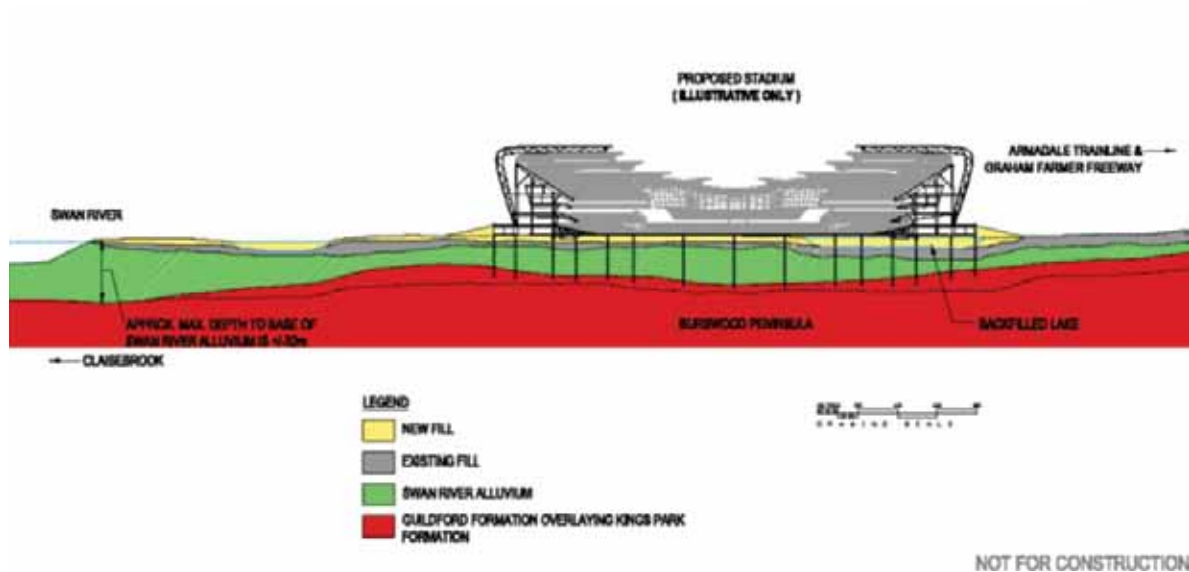 PROPOSED STADIUM
( ILLUSTRATIVE ONLY )
ARMADALE TRAINLINE &
GRAHAM FARMER FREEWAY
SWAN RIVER
APPROX. MAX. DEPTH TO BASE OF
SWAN RIVER ALLUVIUM IS
BURSWOOD PENINSULA
BACKFILLED LAKE
CLAISEBROOK
LEGEND
NEW FILL
EXISTING FILL
SWAN RIVER ALLUVIUM
GUILDFORD FORMATION OVERLAYING KINGS PARK
FORMATION
DRAWING SCALE
NOT FOR CONSTRUCTION